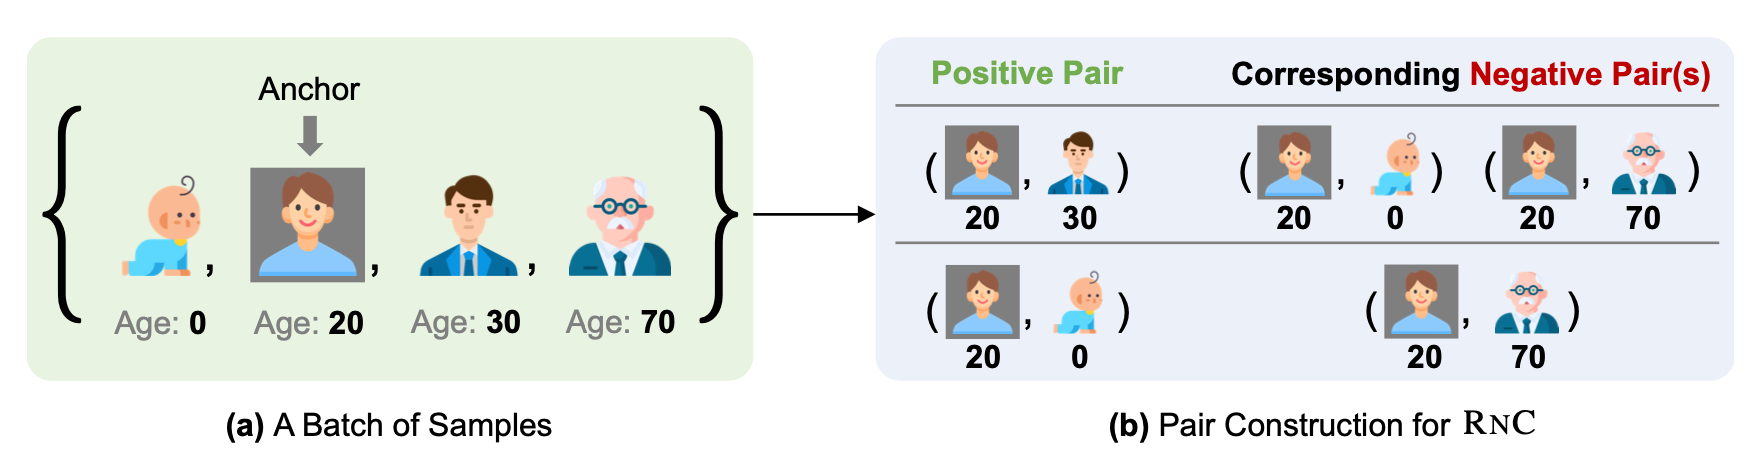 Anchor
{ , , , }
Age: 0 Age: 20 Age: 30 Age: 70
(a) A Batch of Samples
Positive Pair Corresponding Negative Pair(s)
( , ) ( , ) ( , )
20 30 20 0 20 70
( , ) ( , )
20 0 20 70
(b) Pair Construction for RNC